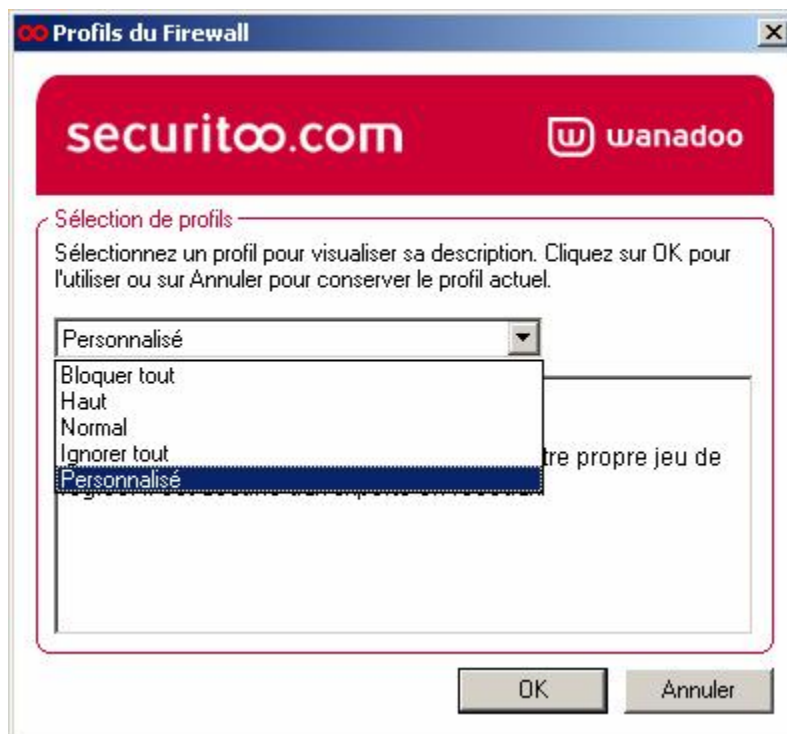 Profils du Firewall
securitoo.com
wanadoo
Sélection de profils
Sélectionnez un profil pour visualiser sa description. Cliquez sur OK pour
l'utiliser ou sur Annuler pour conserver le profil actuel.
Personnalisé
Bloquer tout
Haut
Normal
Ignorer tout
Personnalisé
tre propre jeu de
OK
Annuler